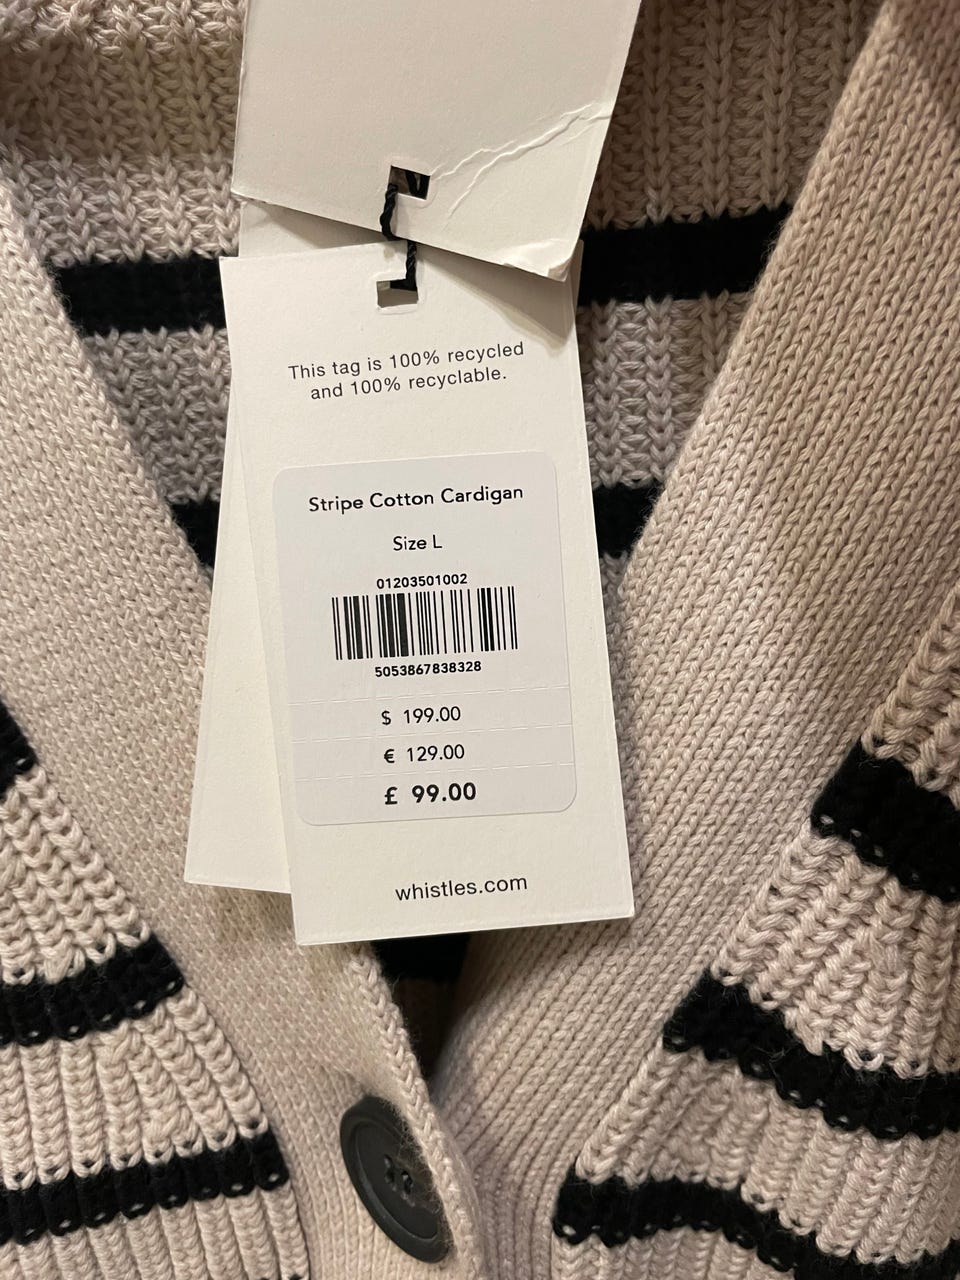 This tag is 100% recycled
and 100% recyclable.
Stripe Cotton Cardigan
Size L
01203501002
5053867838328
$ 199.00
€ 129.00
£ 99.00
whistles.com